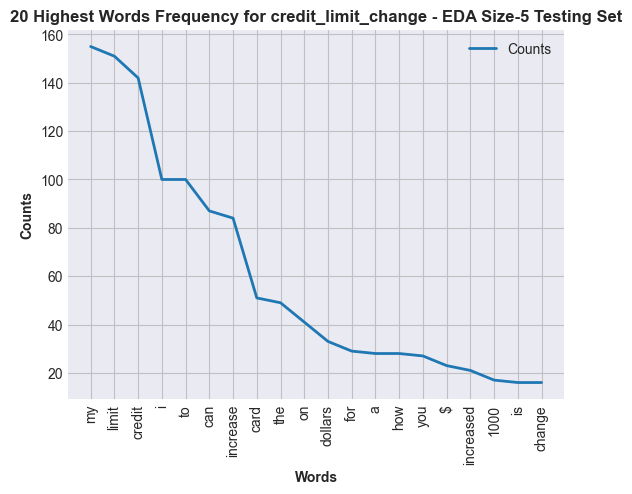 20 Highest Words Frequency for credit_limit_change - EDA Size-5 Testing Set
Counts
160
140
120
100
80
60
40
20
Counts
my
limit
credit
i
to
can
increase
card
the
on
dollars
for
a
how
you
$
increased
1000
is
change
Words